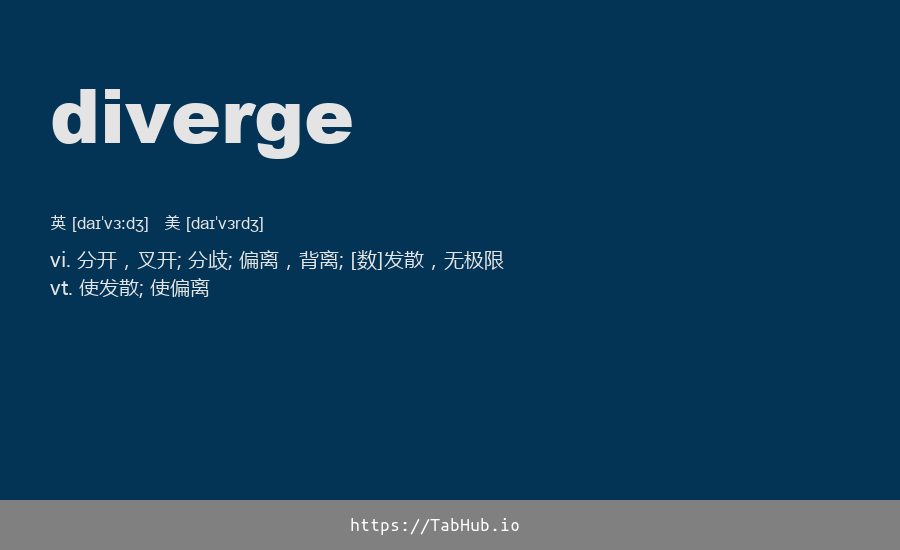 diverge
英 [daɪˈvɜːdʒ] 美 [daɪˈvɜrdʒ]
vi. 分开，叉开; 分歧; 偏离，背离; [数]发散，无极限
vt. 使发散; 使偏离
https://TabHub.io